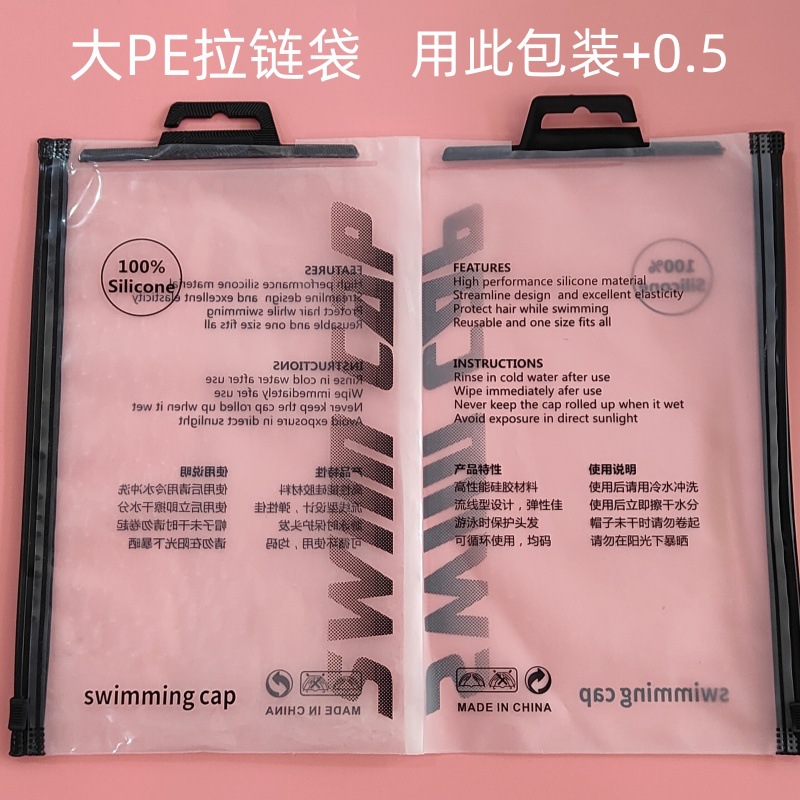 大PE拉链袋 用此包装+0.5
100%
Silicone
SWIM CAP
FEATURES
High performance silicone material
Streamline design and excellent elasticity
Protect hair while swimming
Reusable and one size fits all
INSTRUCTIONS
Rinse in cold water after use
Wipe immediately afer use
Never keep the cap rolled up when it wet
Avoid exposure in direct sunlight
产品特性
高性能硅胶材料
流线型设计，弹性佳
游泳时保护头发
可循环使用，均码
使用说明
使用后请用冷水冲洗
使用后应立即擦干水分
帽子未干时请勿卷起
请勿在阳光下暴晒
swimming cap
MADE IN CHINA